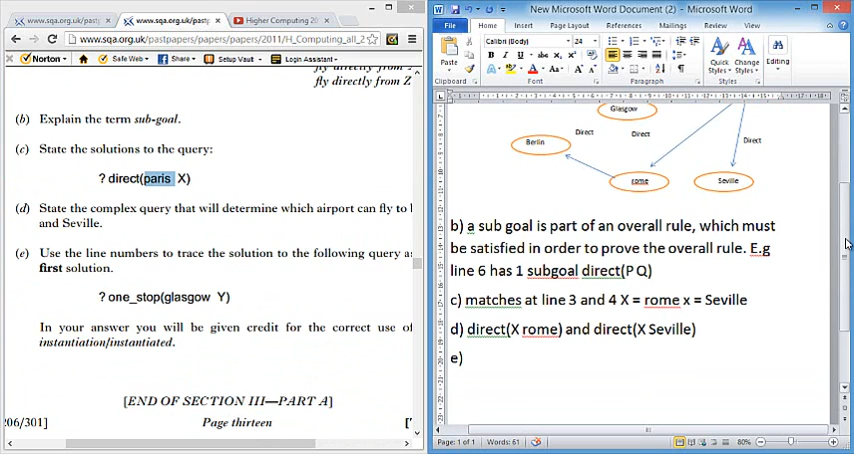 www.sqa.org.uk/pastp
www.sqa.org.uk/pastp
Higher Computing 20
www.sqa.org.uk/pastpapers/papers/papers/2011/H_Computing_all_2
Norton
Safe Web
Share
Setup Vault
Login Assistant
fly directly from Z
(b) Explain the term sub-goal.
(c) State the solutions to the query:
? direct(paris X)
(d) State the complex query that will determine which airport can fly to
and Seville.
(e) Use the line numbers to trace the solution to the following query
first solution.
? one_stop(glasgow Y)
In your answer you will be given credit for the correct use of
instantiation/instantiated.
[END OF SECTION III—PART A]
206/301]
Page thirteen
New Microsoft Word Document (2) - Microsoft Word
File
Home
Insert
Page Layout
References
Mailings
Review
View
Calibri (Body)
20
Paste
Clipboard
Font
Paragraph
Quick Styles
Change Styles
Styles
Editing
Glasgow
Direct
Direct
Berlin
Direct
rome
Seville
b) a sub goal is part of an overall rule, which must
be satisfied in order to prove the overall rule. E.g
line 6 has 1 subgoal direct(P Q)
c) matches at line 3 and 4 X = rome x = Seville
d) direct(X rome) and direct(X Seville)
e)
Page: 1 of 1
Words: 61
80%